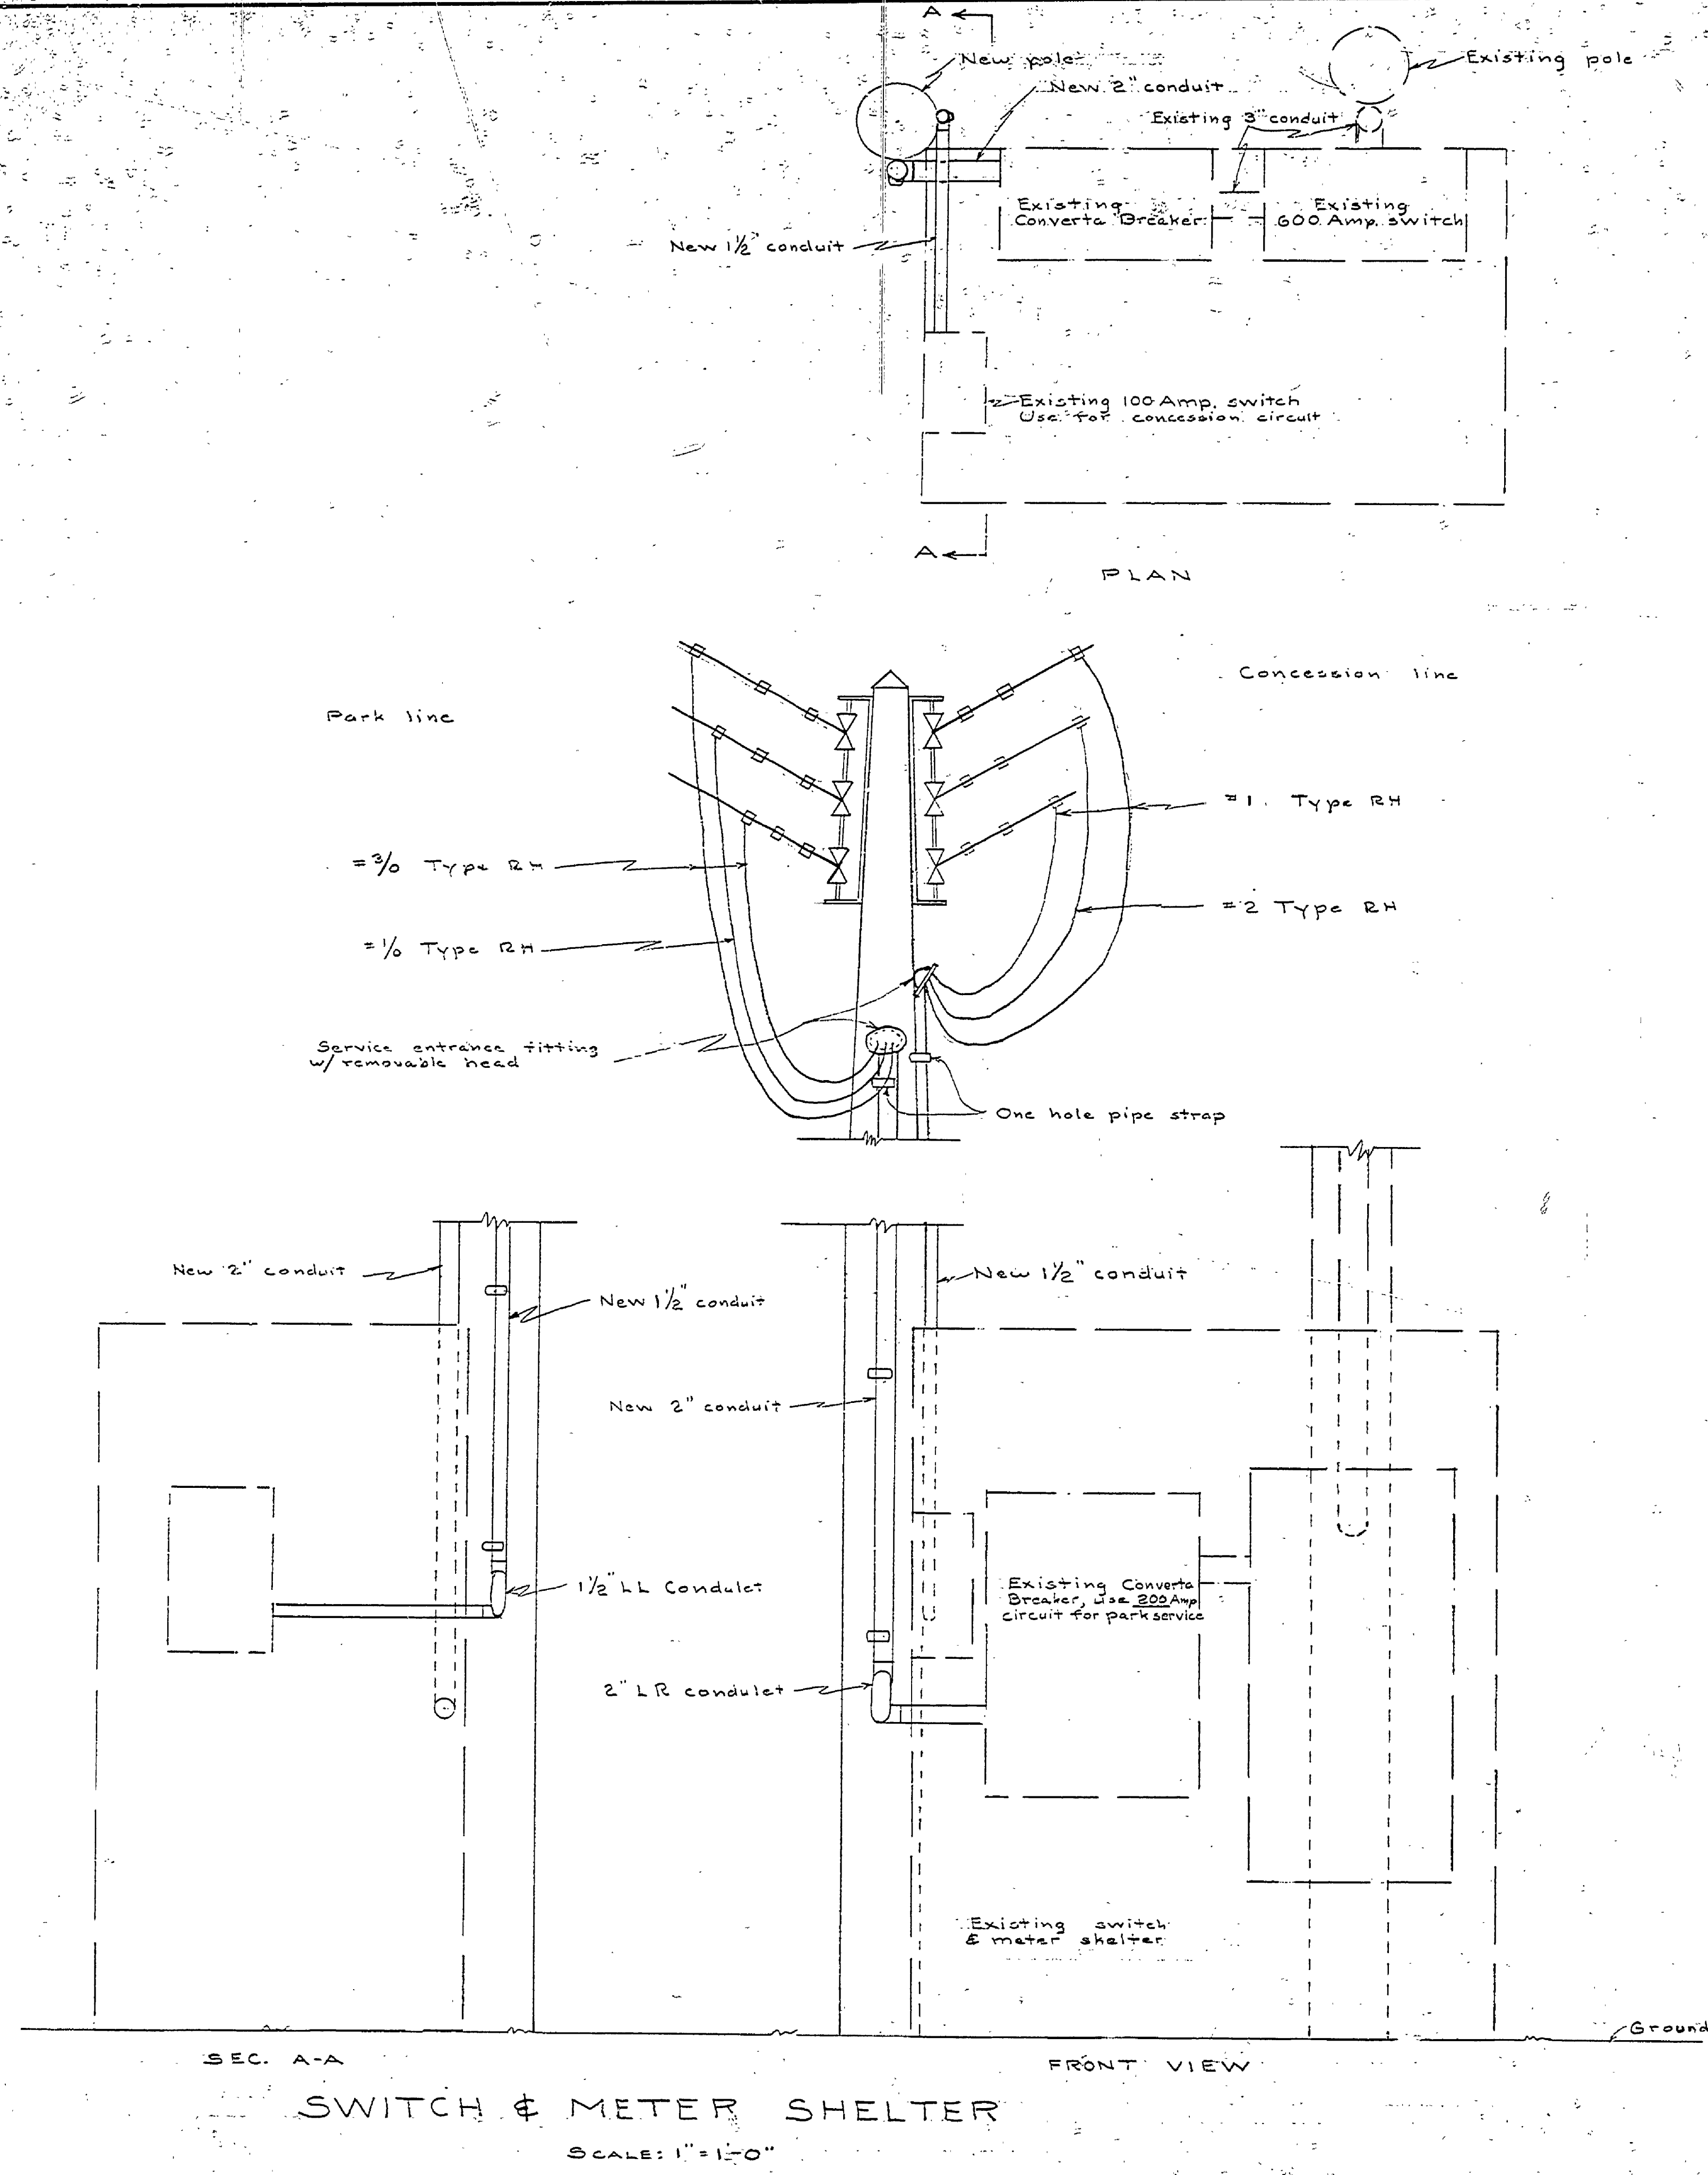 A
New pole
Existing pole
New 2" conduit
Existing 3" conduit
Existing
Converta Breaker
Existing
600 Amp. switch
New 1½" conduit
Existing 100 Amp. switch
Use for concession circuit
A
PLAN
Concession line
Park line
#1 Type RH
#3/0 Type RH
#2 Type RH
#1/0 Type RH
Service entrance fitting
w/ removable head
One hole pipe strap
New 2" conduit
New 1½" conduit
New 1½" conduit
New 2" conduit
1½" LL Condulet
Existing Converta
Breaker, use 200 Amp
circuit for park service
2" LR condulet
Existing switch
& meter shelter
Ground
SEC. A-A
FRONT VIEW
SWITCH & METER SHELTER
SCALE: 1" = 1'-0"